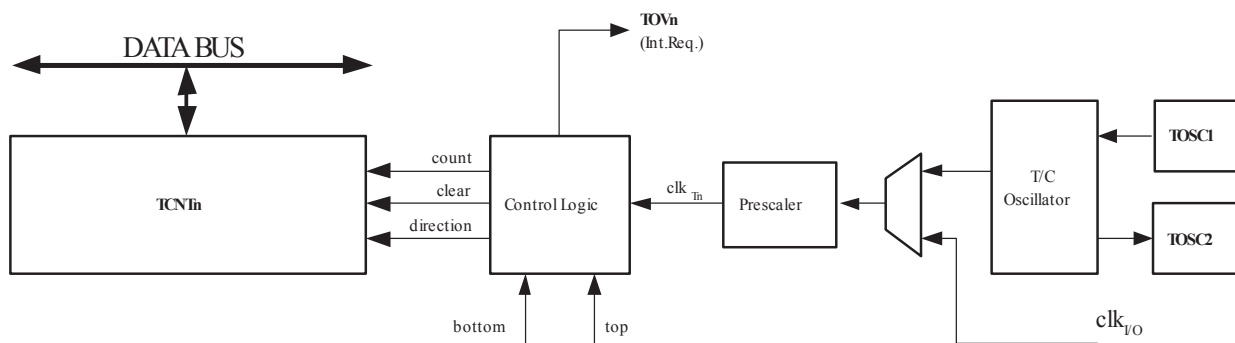 TOVn
(Int.Req.)
DATA BUS
TOSC1
count
T/C
Oscillator
clk Tn
TCNTn
clear
Control Logic
Prescaler
direction
TOSC2
bottom
top
clk I/O